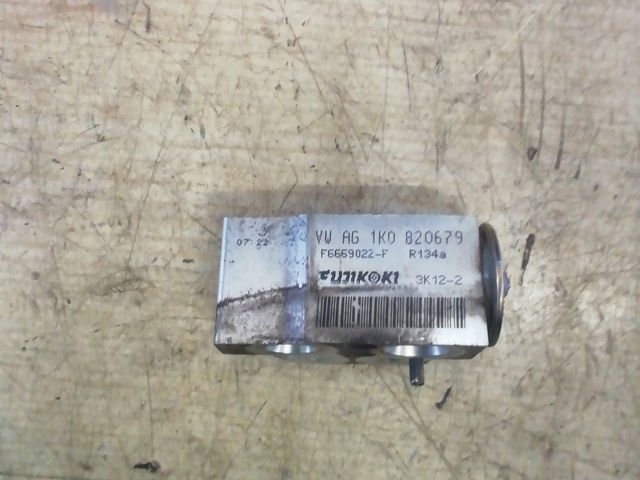 VW AG 1K0 820679
07 22
F6669022-F R134a
FUJIKOKI 3K12-2